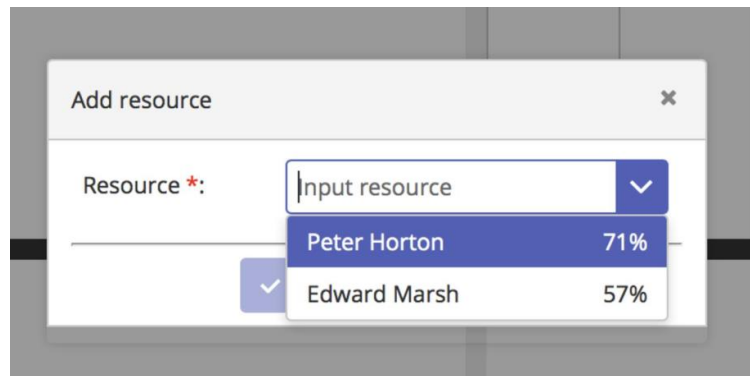 Add resource
Resource *: Input resource
Peter Horton 71%
Edward Marsh 57%